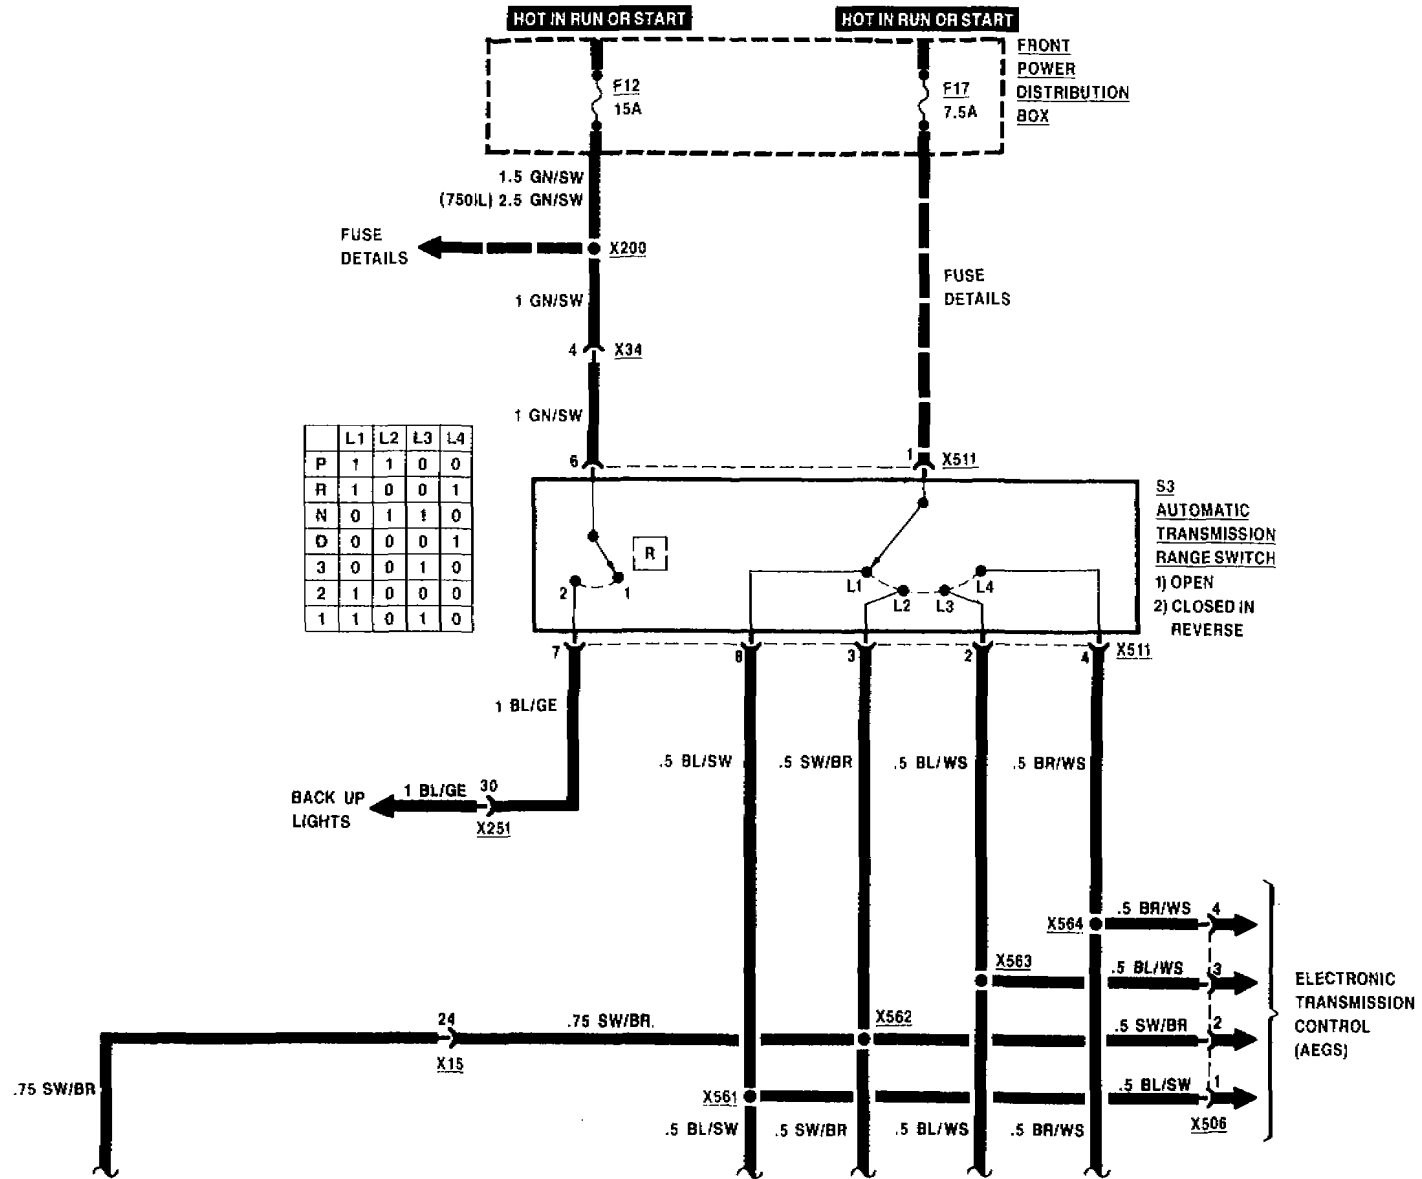 HOT IN RUN OR START
HOT IN RUN OR START
FRONT
POWER
DISTRIBUTION
BOX
F12
15A
F17
7.5A
1.5 GN/SW
(750IL) 2.5 GN/SW
FUSE
DETAILS
X200
FUSE
DETAILS
1 GN/SW
4
X34
1 GN/SW
6
1
X511
L1 L2 L3 L4
P 1 1 0 0
R 1 0 0 1
N 0 1 1 0
D 0 0 0 1
3 0 0 1 0
2 1 0 0 0
1 1 0 1 0
S3
AUTOMATIC
TRANSMISSION
RANGE SWITCH
1) OPEN
2) CLOSED IN
REVERSE
R
2
1
L1
L2
L3
L4
7
8
3
2
4
X511
1 BL/GE
.5 BL/SW
.5 SW/BR
.5 BL/WS
.5 BR/WS
BACK UP
LIGHTS
1 BL/GE
30
X251
X564
.5 BR/WS
4
X563
.5 BL/WS
3
ELECTRONIC
TRANSMISSION
CONTROL
(AEGS)
24
X15
.75 SW/BR.
X562
.5 SW/BR
2
.75 SW/BR
X561
.5 BL/SW
1
X506
.5 BL/SW
.5 SW/BR
.5 BL/WS
.5 BR/WS